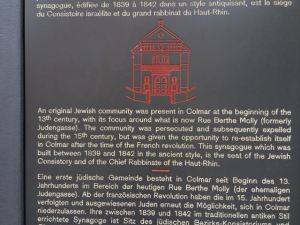 synagogue, édifiée de 1839 à 1842 dans un style antiquisant, est le siège
du Consistoire israélite et du grand rabbinat du Haut-Rhin.
An original Jewish community was present in Colmar at the beginning of the
13th century, with its focus around what is now Rue Berthe Molly (formerly
Judengasse). The community was persecuted and subsequently expelled
during the 15th century, but was given the opportunity to re-establish itself
in Colmar after the time of the French revolution. This synagogue which was
built between 1839 and 1842 in the ancient style, is the seat of the Jewish
Consistory and of the Chief Rabbinate of the Haut-Rhin.
Eine erste jüdische Gemeinde besteht in Colmar seit Beginn des 13.
Jahrhunderts im Bereich der heutigen Rue Berthe Molly (der ehemaligen
Judengasse). Ab der französischen Revolution haben die im 15. Jahrhundert
verfolgten und ausgewiesenen Juden erneut die Möglichkeit, sich in Colmar
niederzulassen. Ihre zwischen 1839 und 1842 im traditionellen antiken Stil
errichtete Synagoge ist Sitz des jüdischen Bezirks-Konsistoriums und